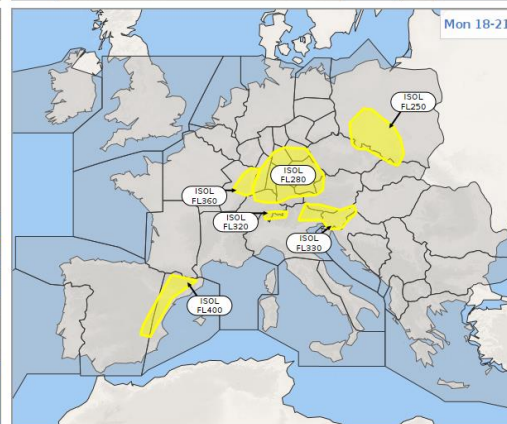 Mon 18-21
ISOL
FL250
ISOL
FL280
ISOL
FL360
ISOL
FL320
ISOL
FL330
ISOL
FL400